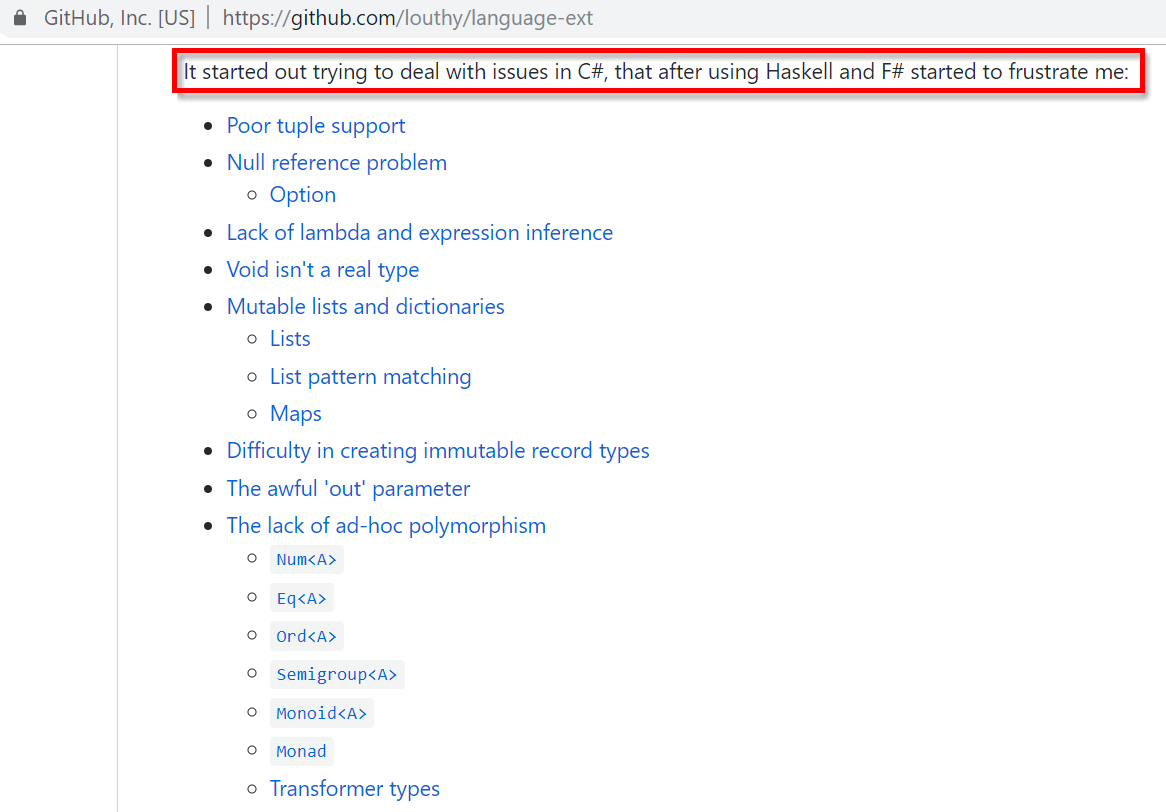 GitHub, Inc. [US] | https://github.com/louthy/language-ext
It started out trying to deal with issues in C#, that after using Haskell and F# started to frustrate me:
Poor tuple support
Null reference problem
Option
Lack of lambda and expression inference
Void isn't a real type
Mutable lists and dictionaries
Lists
List pattern matching
Maps
Difficulty in creating immutable record types
The awful 'out' parameter
The lack of ad-hoc polymorphism
Num<A>
Eq<A>
Ord<A>
Semigroup<A>
Monoid<A>
Monad
Transformer types